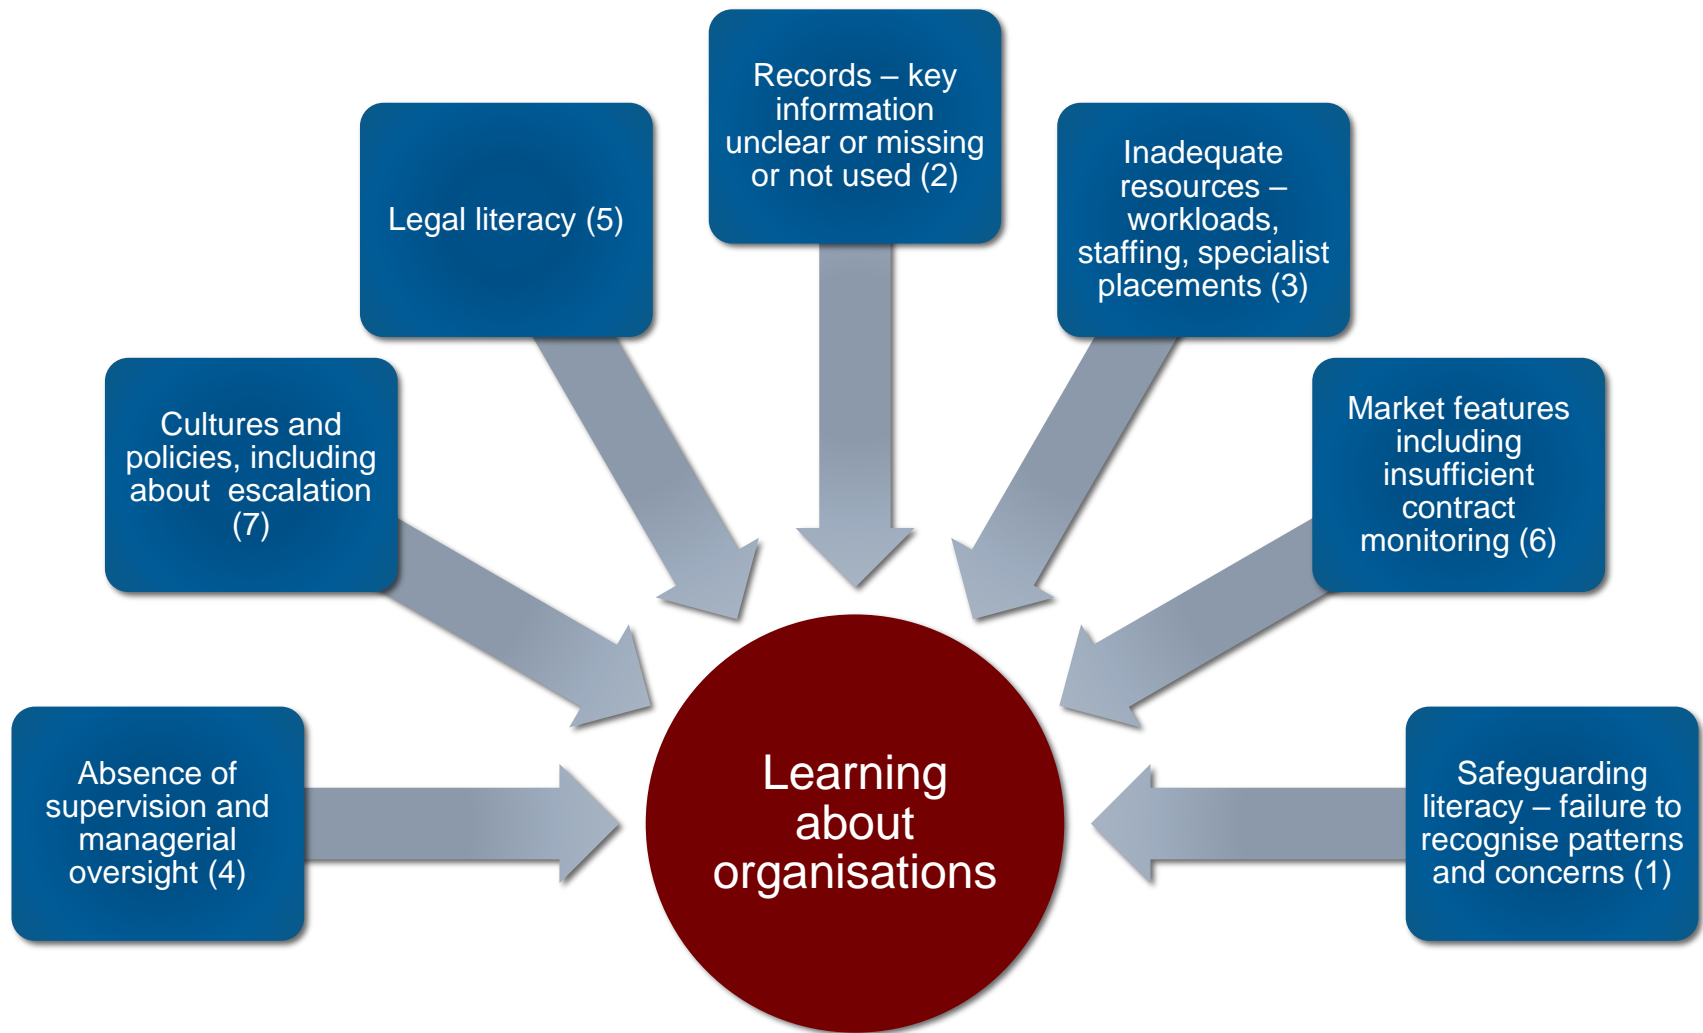 Records – key
information
unclear or missing
or not used (2)
Legal literacy (5)
Inadequate
resources –
workloads,
staffing, specialist
placements (3)
Cultures and
policies, including
about  escalation
(7)
Market features
including
insufficient
contract
monitoring (6)
Absence of
supervision and
managerial
oversight (4)
Learning
about
organisations
Safeguarding
literacy – failure to
recognise patterns
and concerns (1)